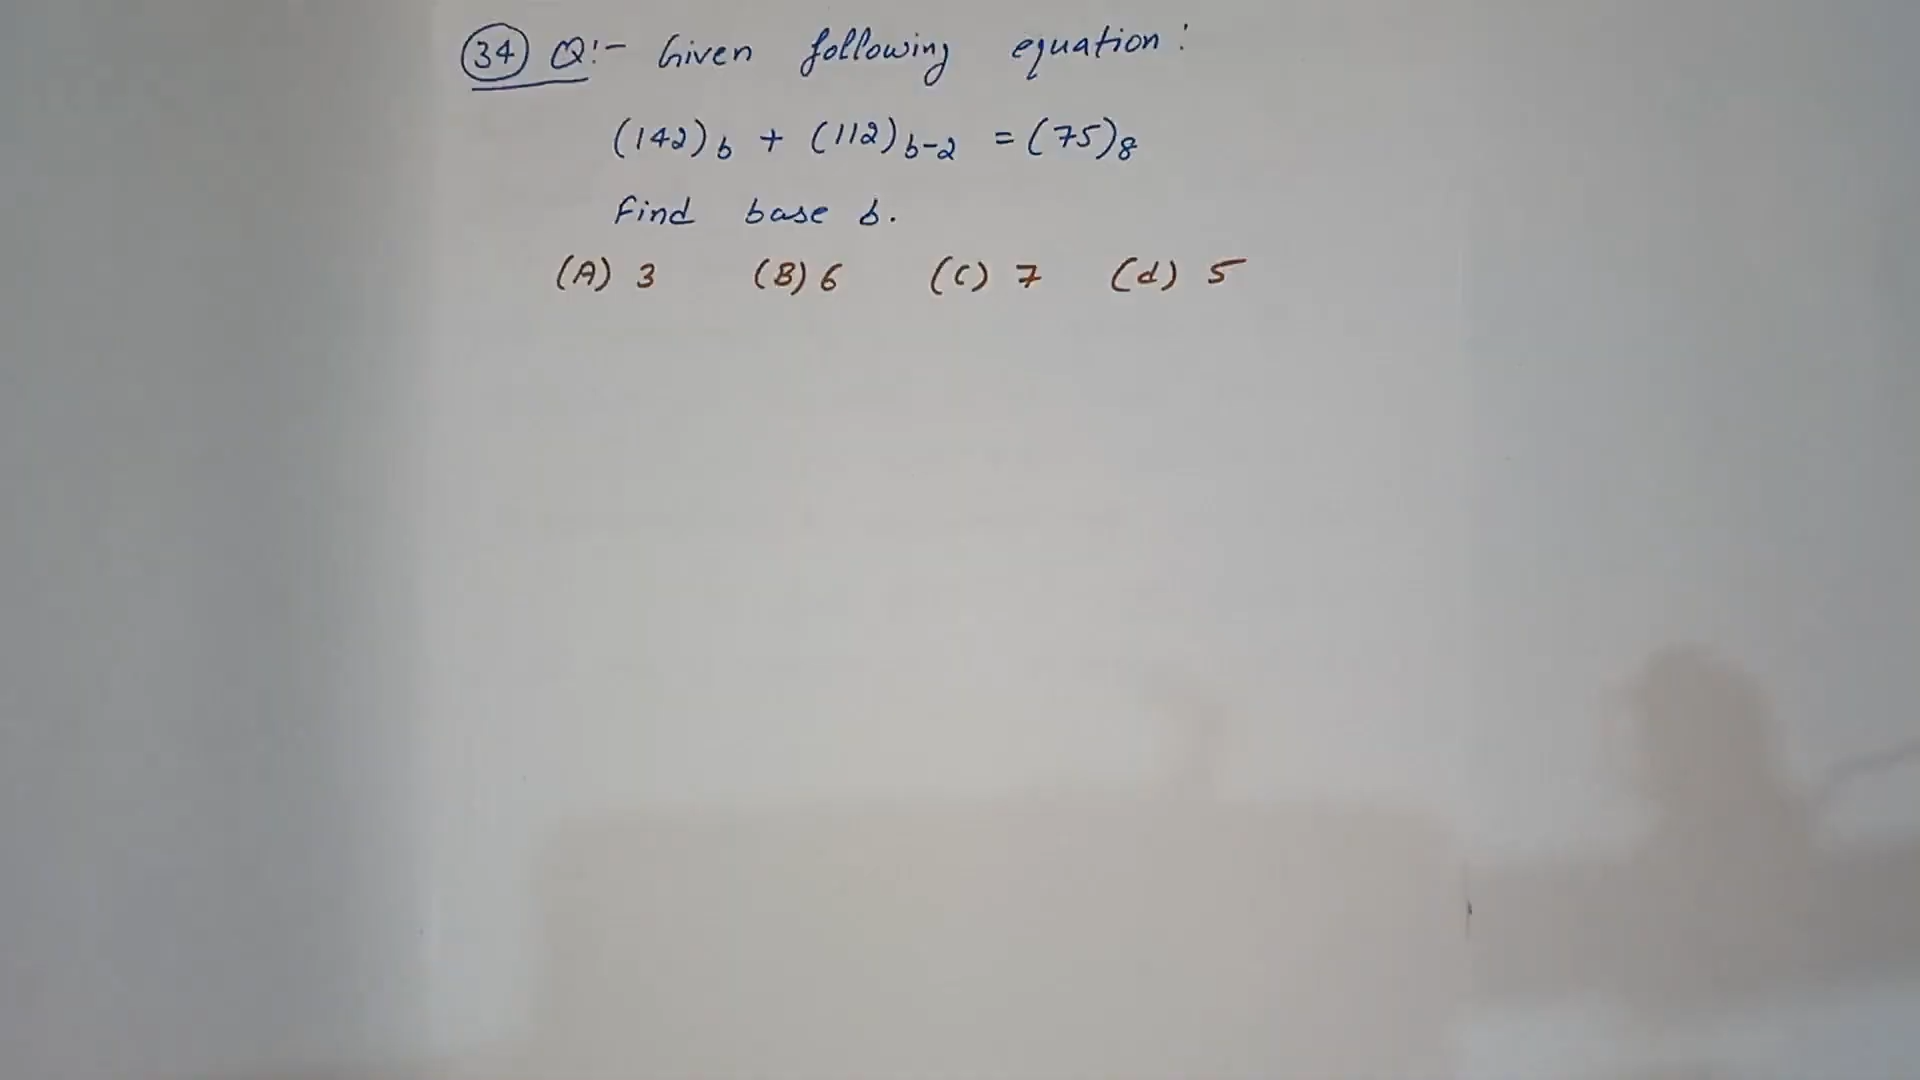 34 Q:- Given following equation:
(142)b + (112)b-2 = (75)8
Find base b.
(A) 3 (B) 6 (C) 7 (d) 5